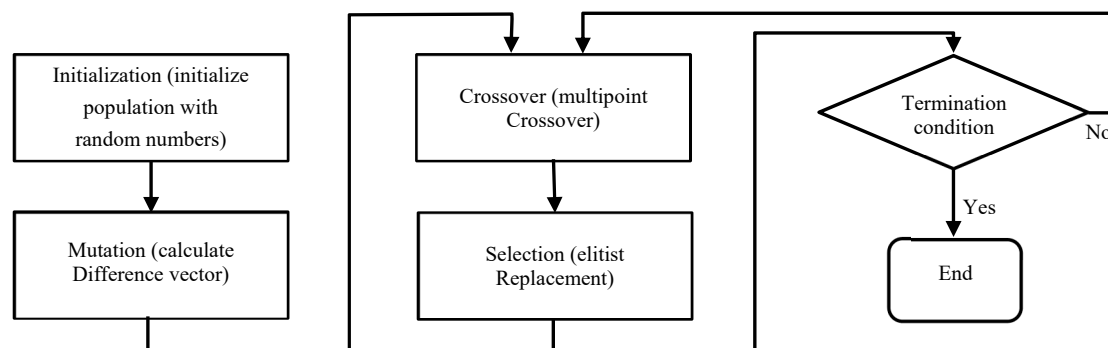 Initialization (initialize
population with
random numbers)
Mutation (calculate
Difference vector)
Crossover (multipoint
Crossover)
Selection (elitist
Replacement)
Termination
condition
No
Yes
End